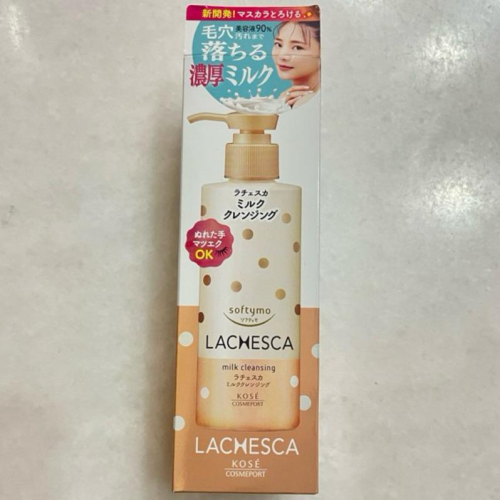 新開発!マスカラとろける
毛穴
美容液90%
汚れまで
落ちる
濃厚ミルク
ラチェスカ
ミルク
クレンジング
ぬれた手
マツエク
OK
softymo
ソフティモ
LACHESCA
milk cleansing
ラチェスカ
ミルククレンジング
KOSÉ
COSMEPORT
LACHESCA
KOSÉ
COSMEPORT